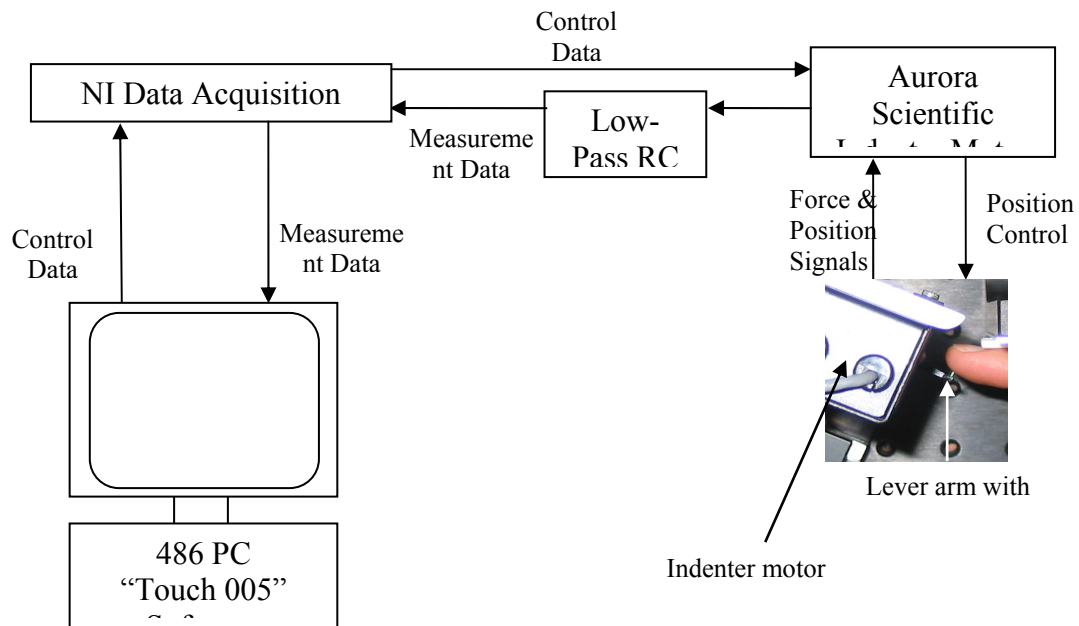 Control
Data
NI Data Acquisition
Aurora
Scientific
Low-
Pass RC
Measureme
nt Data
Force &
Position
Signals
Position
Control
Control
Data
Measureme
nt Data
Lever arm with
Indenter motor
486 PC
“Touch 005”